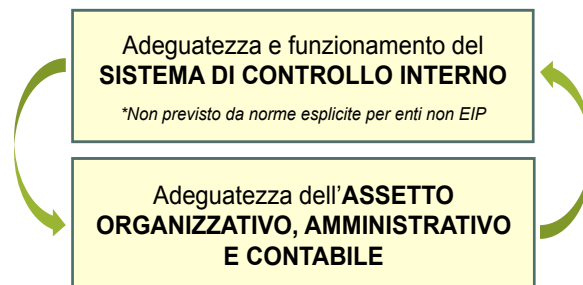 Adeguatezza e funzionamento del
SISTEMA DI CONTROLLO INTERNO
*Non previsto da norme esplicite per enti non EIP
Adeguatezza dell'ASSETTO
ORGANIZZATIVO, AMMINISTRATIVO
E CONTABILE